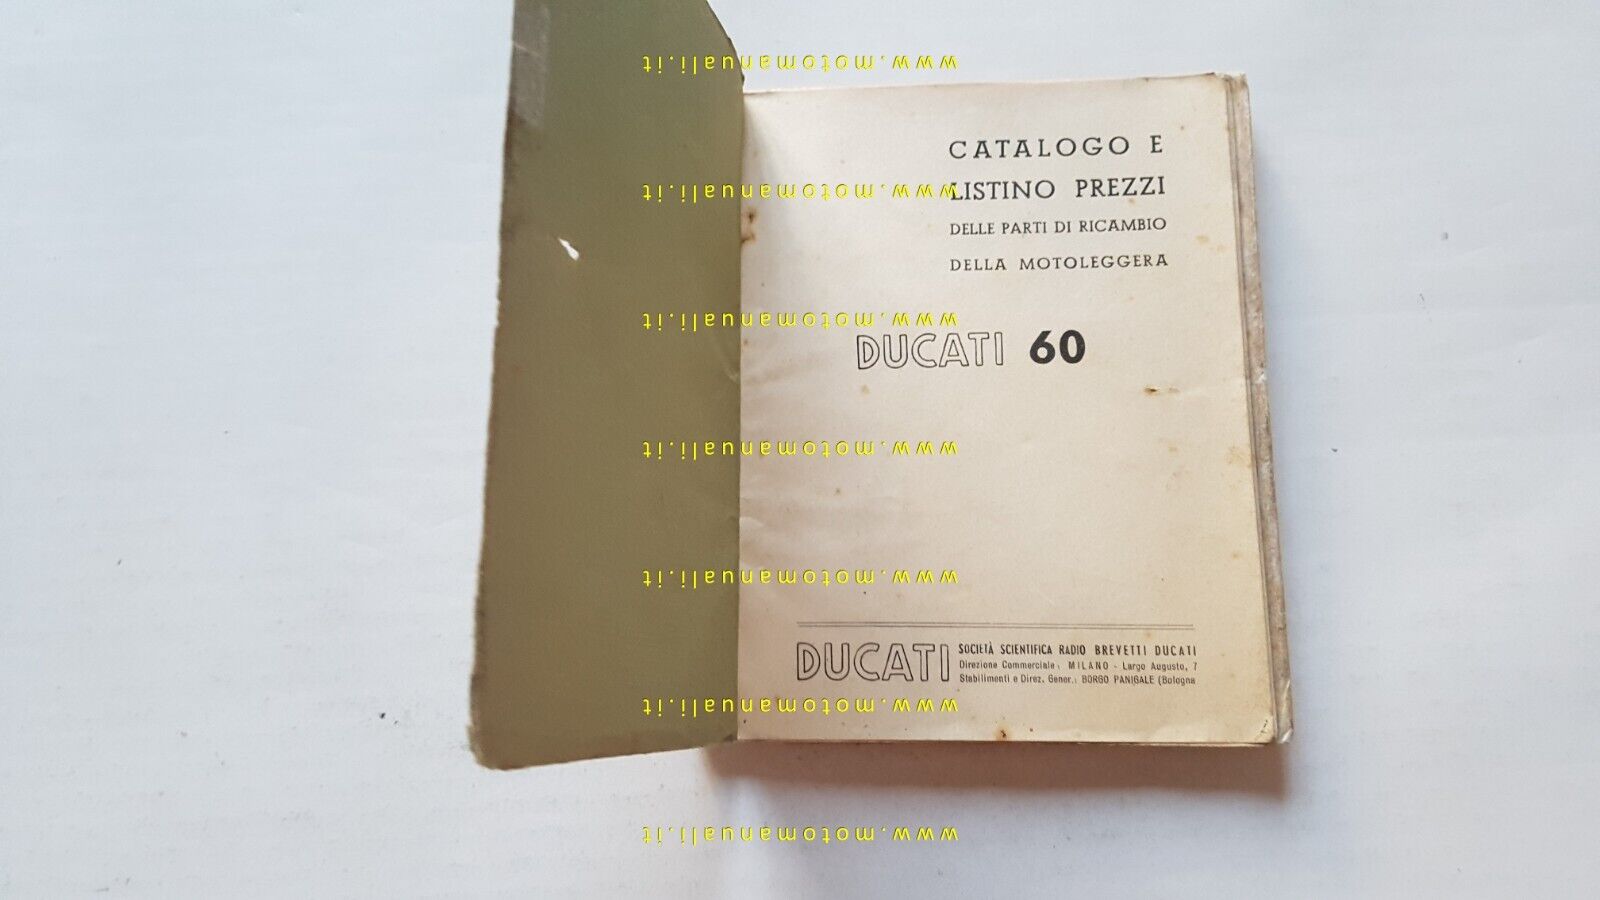 CATALOGO E
LISTINO PREZZI
DELLE PARTI DI RICAMBIO
DELLA MOTOLEGGERA
DUCATI 60
DUCATI
SOCIETÀ SCIENTIFICA RADIO BREVETTI DUCATI
Direzione Commerciale: MILANO - Largo Augusto, 7
Stabilimenti e Direz. Gener.: BORGO PANIGALE (Bologna
www.motomanuali.it
www.motomanuali.it
www.motomanuali.it
www.motomanuali.it
www.motomanuali.it
www.motomanuali.it
www.motomanuali.it